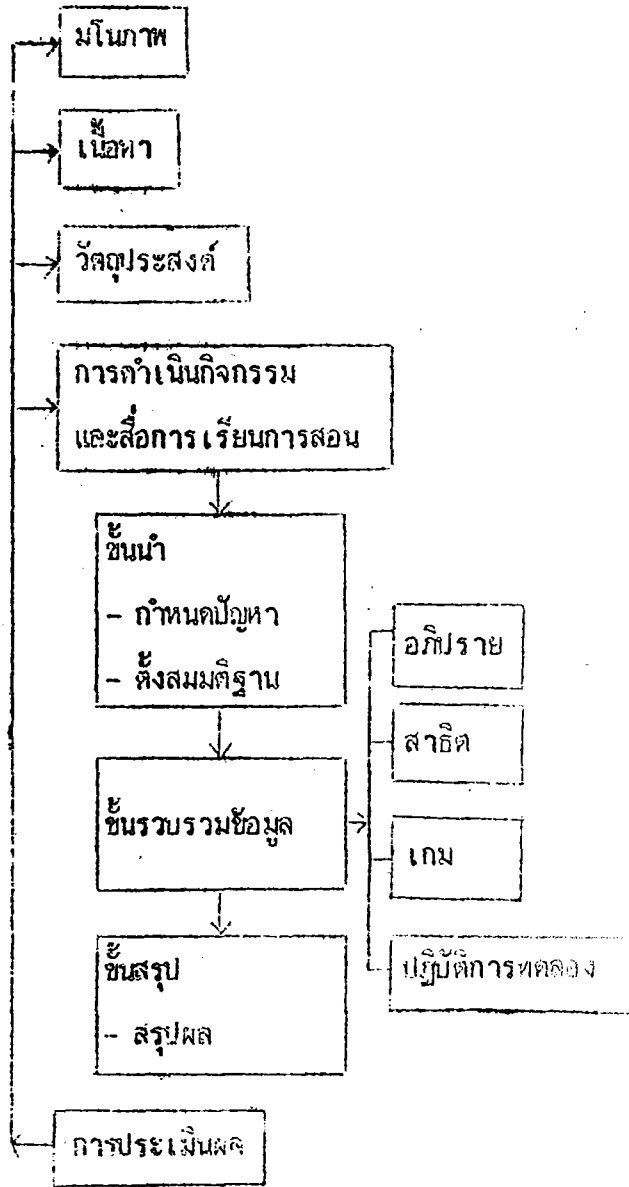 มโนภาพ
เนื้อหา
วัตถุประสงค์
การดำเนินกิจกรรม
และสื่อการเรียนการสอน
ขั้นนำ
- กำหนดปัญหา
- ตั้งสมมติฐาน
ขั้นรวบรวมข้อมูล
อภิปราย
สาธิต
เกม
ปฏิบัติการทดลอง
ขั้นสรุป
- สรุปผล
การประเมินผล